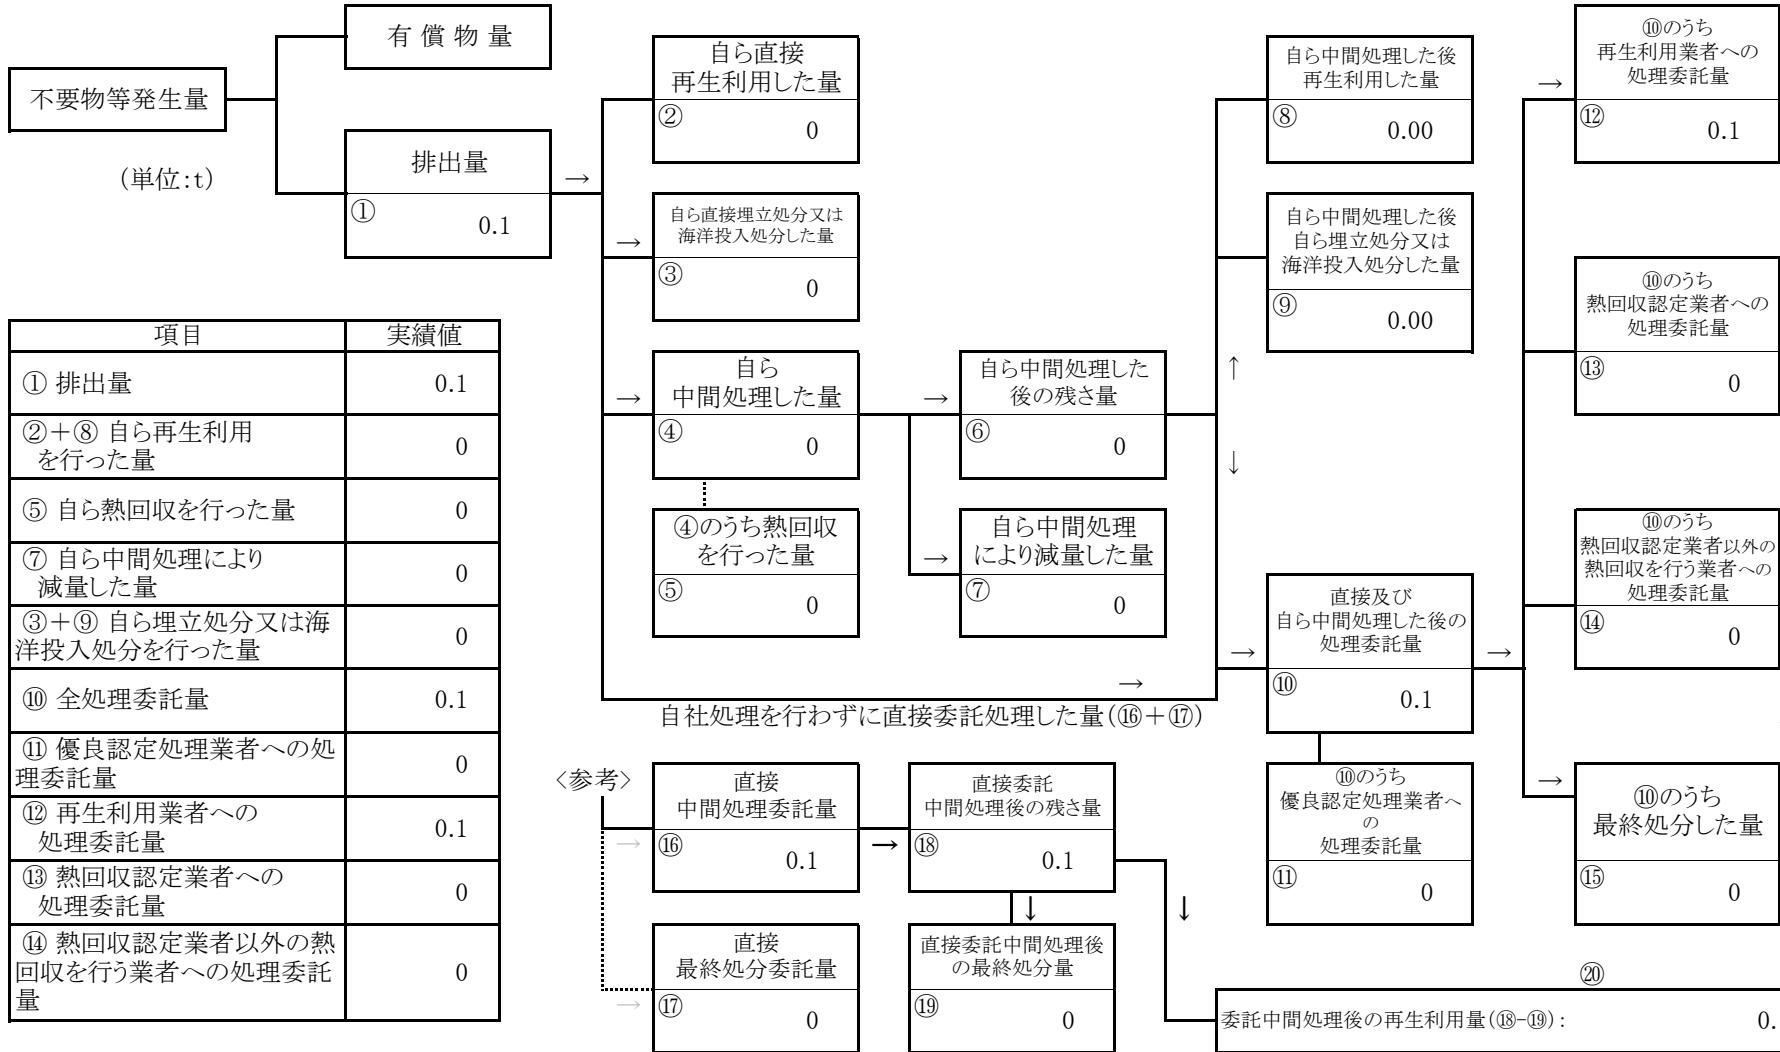 不要物等発生量
(単位:t)
有 償 物 量
排出量
①
0.1
→
自ら直接
再生利用した量
②
0
→
自ら直接埋立処分又は
海洋投入処分した量
③
0
→
自ら
中間処理した量
④
0
④のうち熱回収
を行った量
⑤
0
→
自ら中間処理した
後の残さ量
⑥
0
→
自ら中間処理
により減量した量
⑦
0
↑
↓
自ら中間処理した後
再生利用した量
⑧
0.00
自ら中間処理した後
自ら埋立処分又は
海洋投入処分した量
⑨
0.00
→
自社処理を行わずに直接委託処理した量(⑯+⑰)
→
直接及び
自ら中間処理した後の
処理委託量
⑩
0.1
→
⑩のうち
優良認定処理業者へ
の
処理委託量
⑪
0
→
⑩のうち
再生利用業者への
処理委託量
⑫
0.1
⑩のうち
熱回収認定業者への
処理委託量
⑬
0
⑩のうち
熱回収認定業者以外の
熱回収を行う業者への
処理委託量
⑭
0
→
⑩のうち
最終処分した量
⑮
0
項目 実績値
① 排出量 0.1
②+⑧ 自ら再生利用
を行った量 0
⑤ 自ら熱回収を行った量 0
⑦ 自ら中間処理により
減量した量 0
③+⑨ 自ら埋立処分又は海
洋投入処分を行った量 0
⑩ 全処理委託量 0.1
⑪ 優良認定処理業者への処
理委託量 0
⑫ 再生利用業者への
処理委託量 0.1
⑬ 熱回収認定業者への
処理委託量 0
⑭ 熱回収認定業者以外の熱
回収を行う業者への処理委託
量 0
<参考>
→
直接
中間処理委託量
⑯
0.1
→
直接委託
中間処理後の残さ量
⑱
0.1
→
直接
最終処分委託量
⑰
0
↓
直接委託中間処理後
の最終処分量
⑲
0
↓
⑳
委託中間処理後の再生利用量(⑱-⑲): 0.